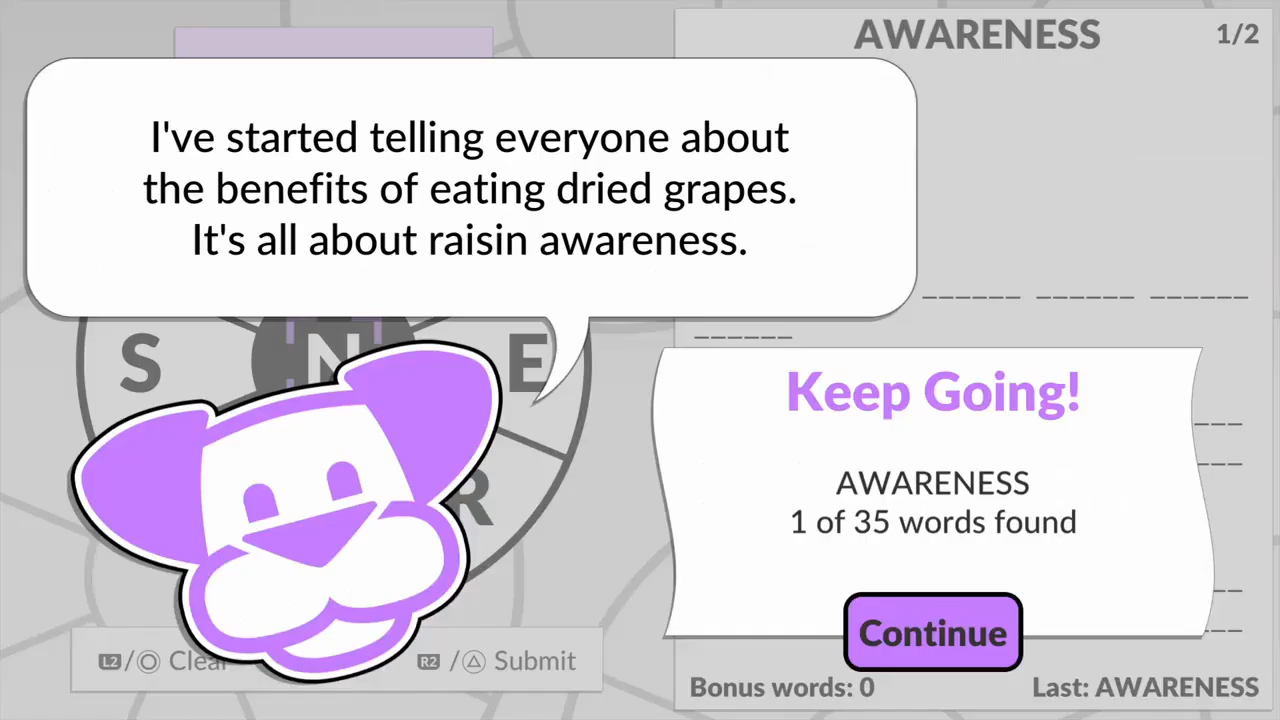 AWARENESS
1/2
I've started telling everyone about
the benefits of eating dried grapes.
It's all about raisin awareness.
S
N
E
R
Keep Going!
AWARENESS
1 of 35 words found
Continue
L2/ Clear
R2 / Submit
Bonus words: 0
Last: AWARENESS